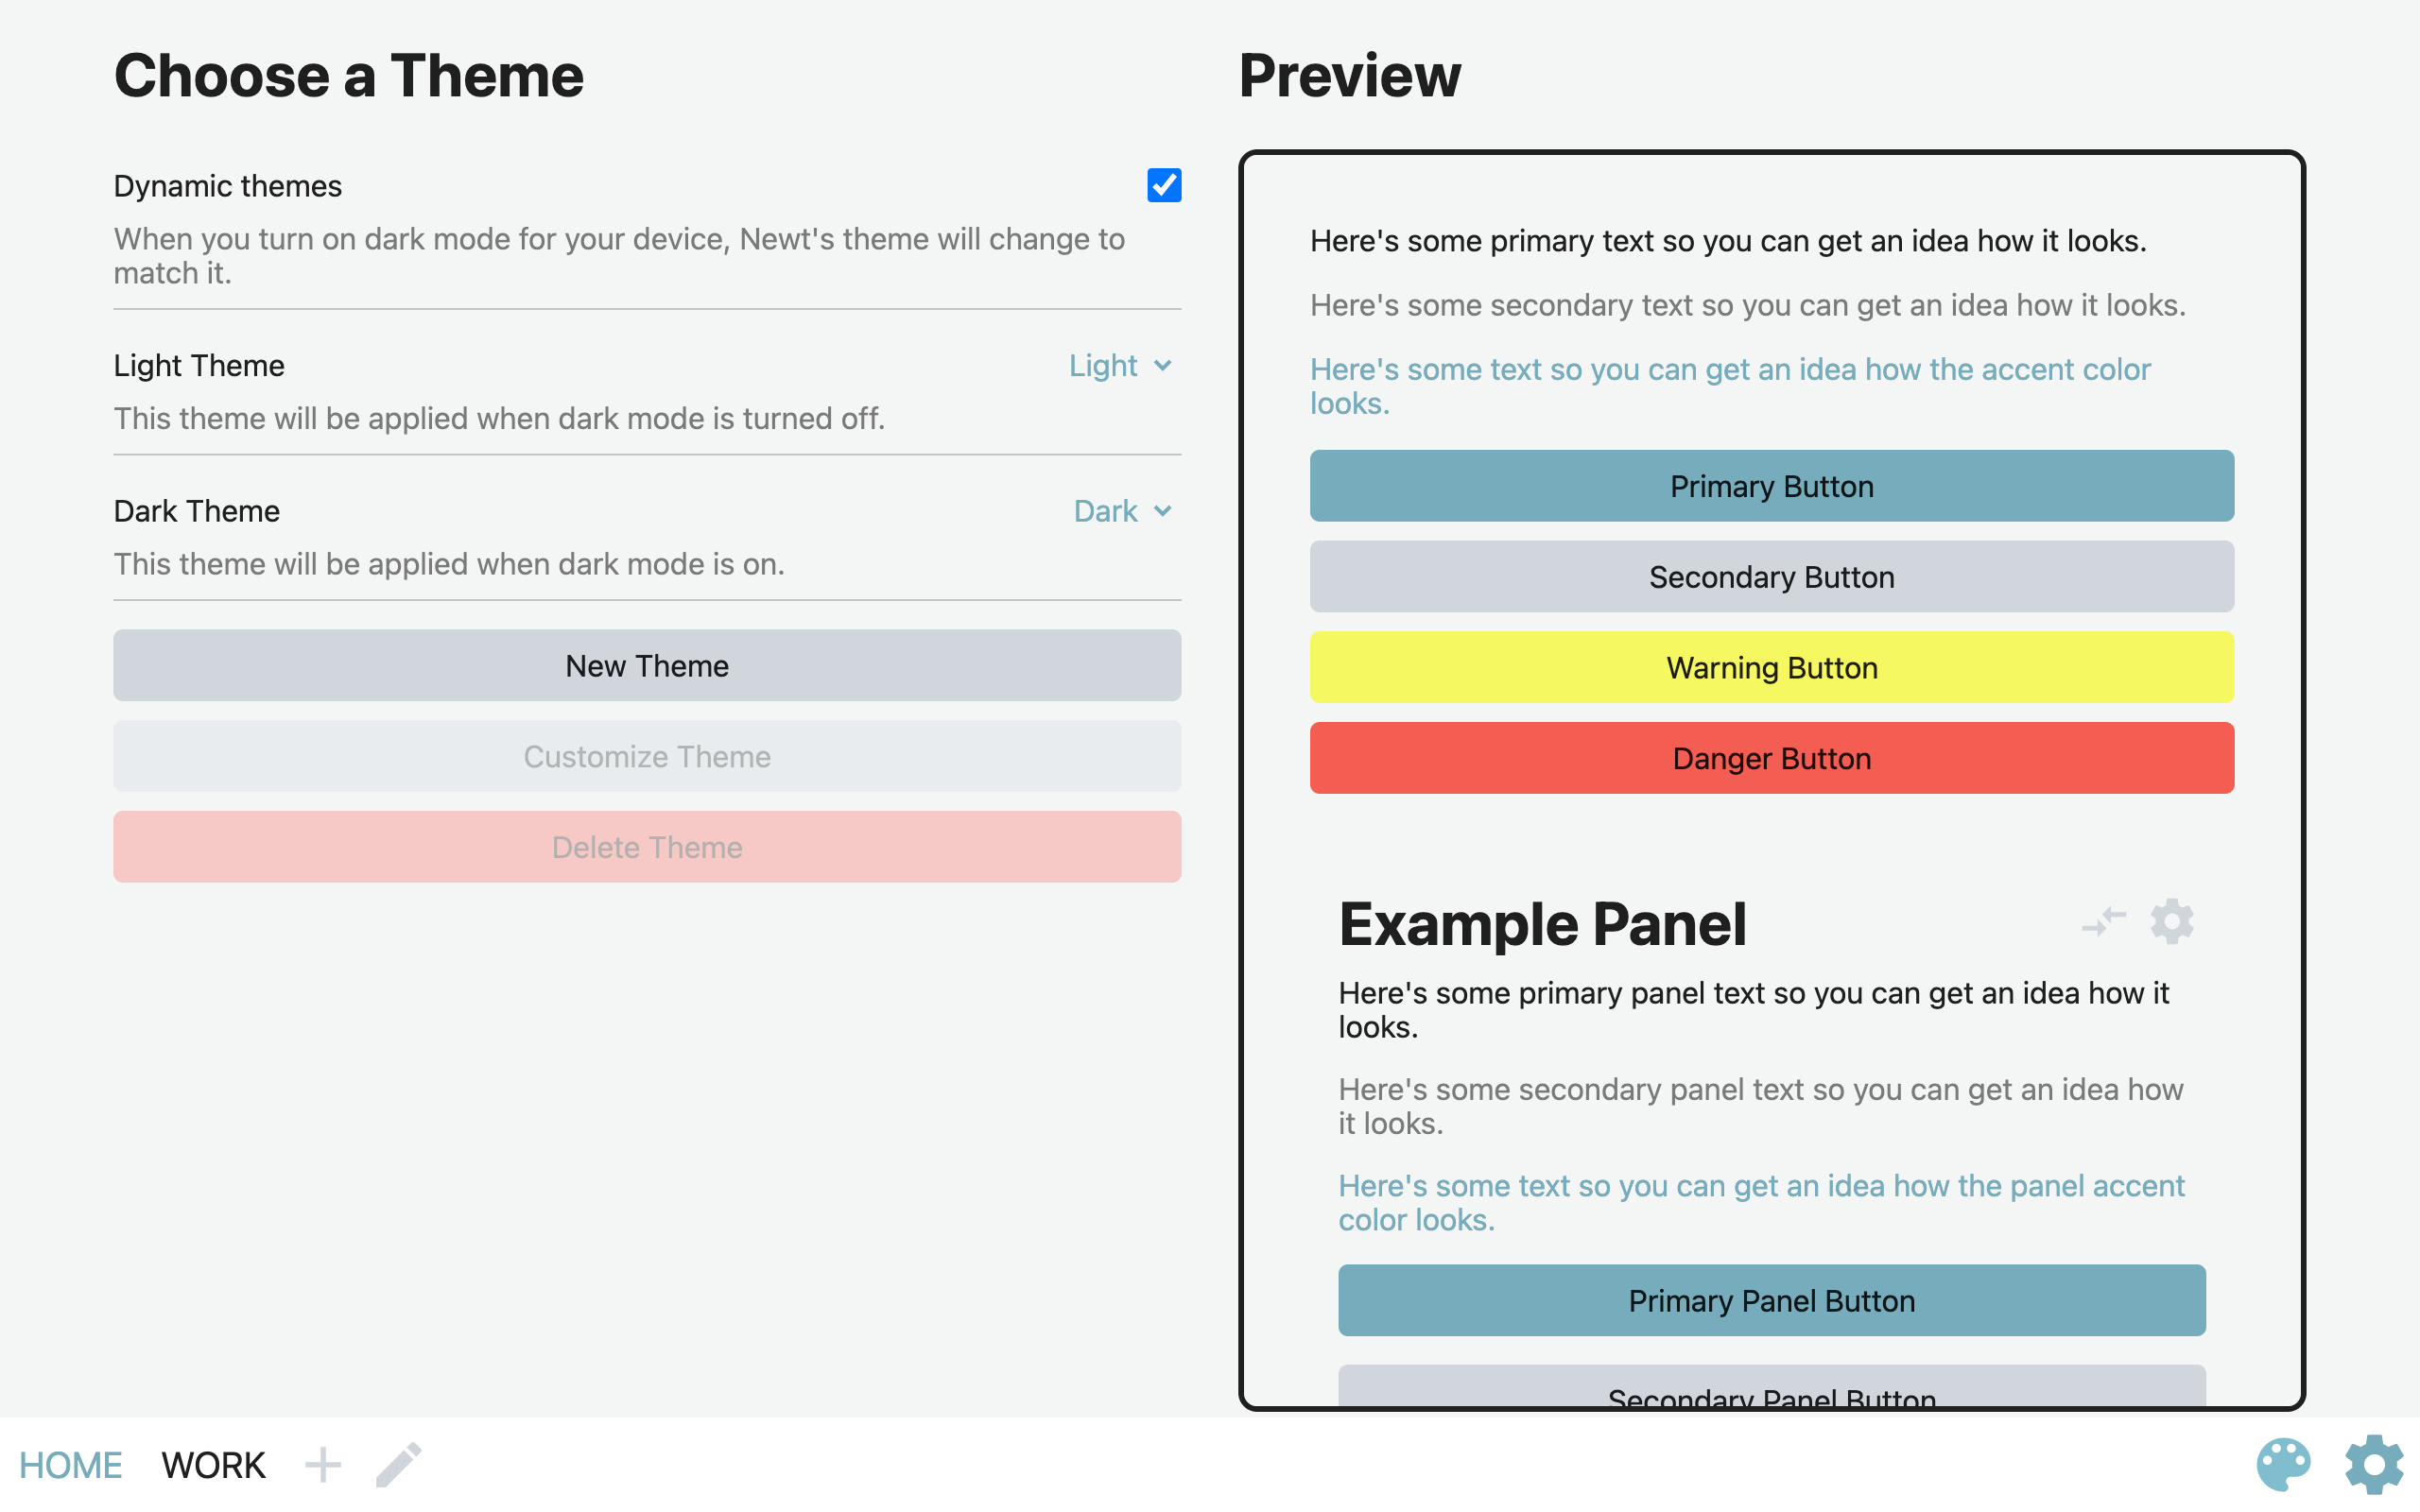 Choose a Theme
Dynamic themes
When you turn on dark mode for your device, Newt's theme will change to
match it.
Light Theme
Light
This theme will be applied when dark mode is turned off.
Dark Theme
Dark
This theme will be applied when dark mode is on.
New Theme
Customize Theme
Delete Theme
Preview
Here's some primary text so you can get an idea how it looks.
Here's some secondary text so you can get an idea how it looks.
Here's some text so you can get an idea how the accent color
looks.
Primary Button
Secondary Button
Warning Button
Danger Button
Example Panel
Here's some primary panel text so you can get an idea how it
looks.
Here's some secondary panel text so you can get an idea how
it looks.
Here's some text so you can get an idea how the panel accent
color looks.
Primary Panel Button
Secondary Panel Button
HOME
WORK